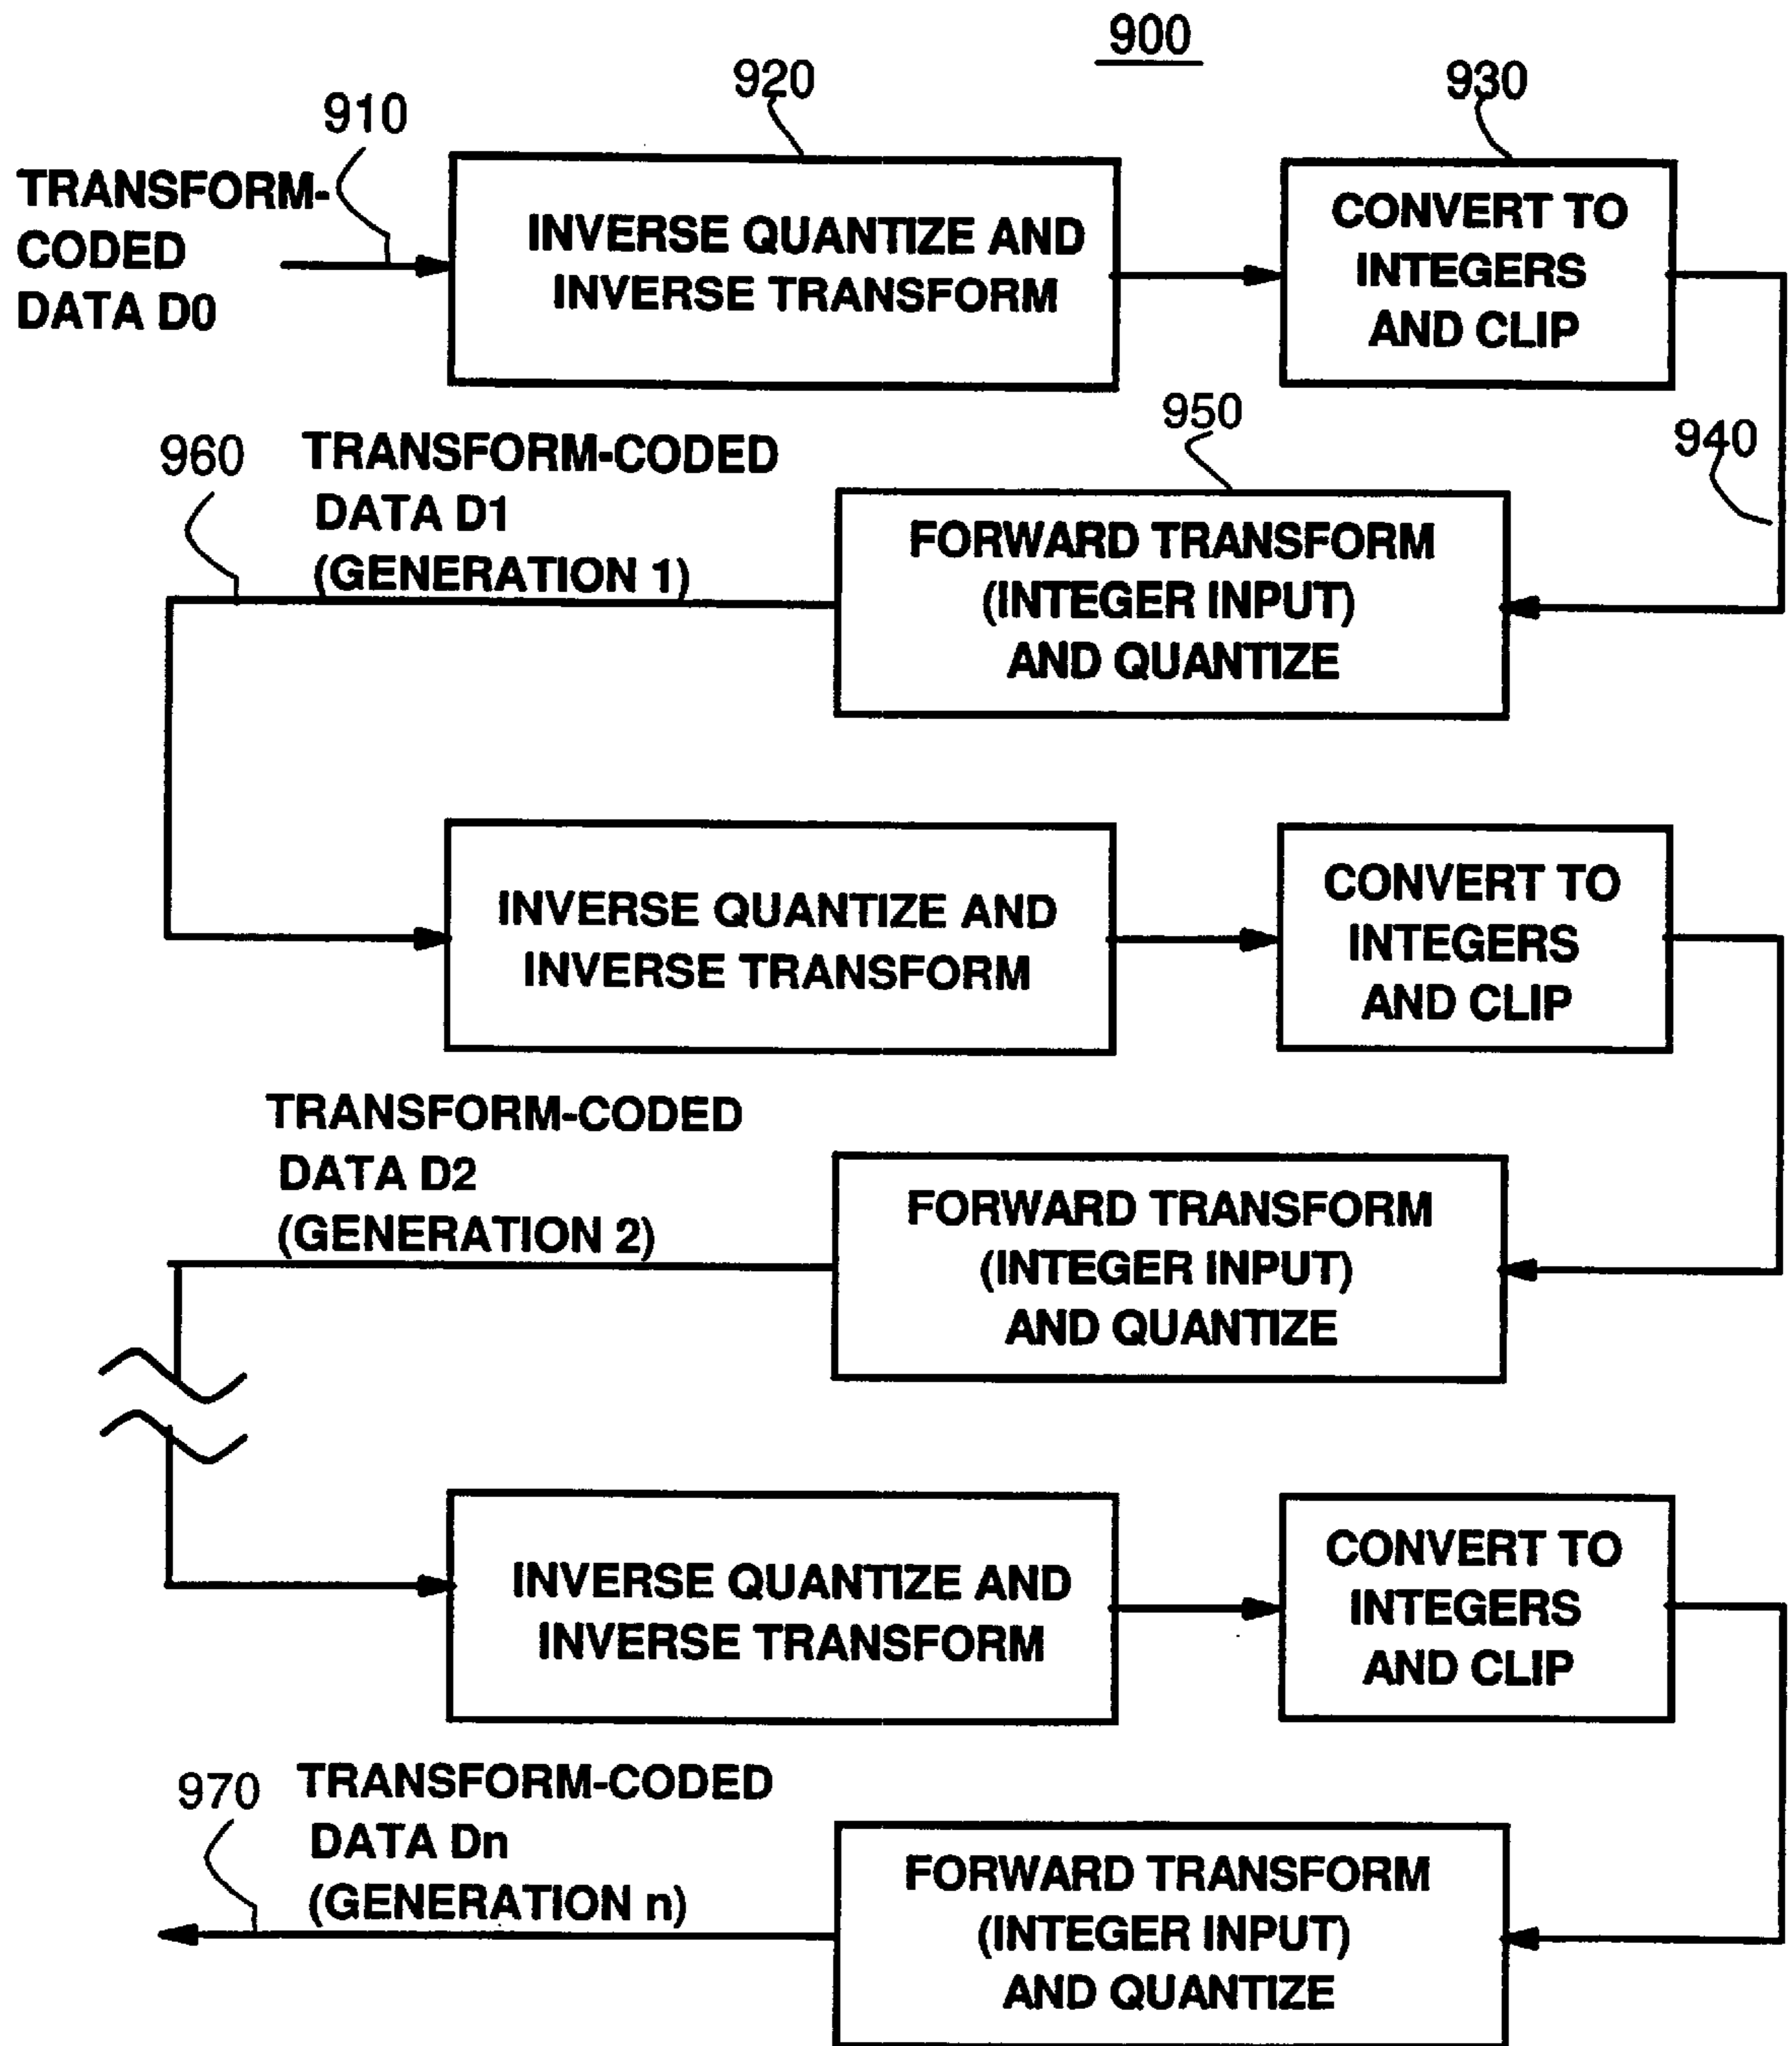 900
920
930
910
TRANSFORM-
CODED
DATA D0
INVERSE QUANTIZE AND
INVERSE TRANSFORM
CONVERT TO
INTEGERS
AND CLIP
960
TRANSFORM-CODED
DATA D1
(GENERATION 1)
950
940
FORWARD TRANSFORM
(INTEGER INPUT)
AND QUANTIZE
INVERSE QUANTIZE AND
INVERSE TRANSFORM
CONVERT TO
INTEGERS
AND CLIP
TRANSFORM-CODED
DATA D2
(GENERATION 2)
FORWARD TRANSFORM
(INTEGER INPUT)
AND QUANTIZE
INVERSE QUANTIZE AND
INVERSE TRANSFORM
CONVERT TO
INTEGERS
AND CLIP
970
TRANSFORM-CODED
DATA Dn
(GENERATION n)
FORWARD TRANSFORM
(INTEGER INPUT)
AND QUANTIZE